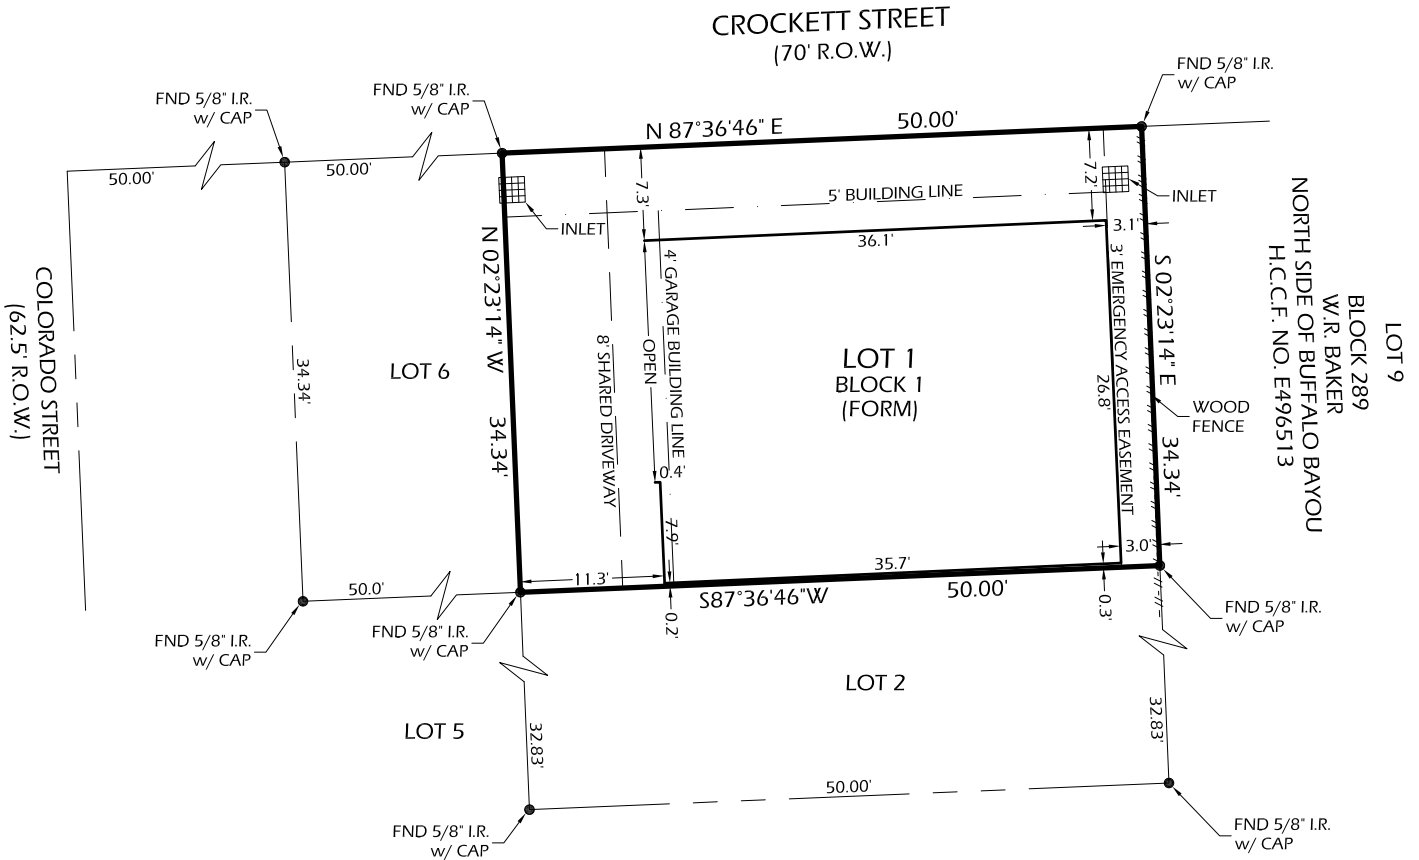 CROCKETT STREET
(70' R.O.W.)
FND 5/8" I.R.
w/ CAP
FND 5/8" I.R.
w/ CAP
FND 5/8" I.R.
w/ CAP
N 87°36'46" E
50.00'
50.00'
50.00'
7.3'
7.2'
5' BUILDING LINE
INLET
INLET
36.1'
3.1'
COLORADO STREET
(62.5' R.O.W.)
34.34'
LOT 6
N 02°23'14" W
34.34'
8' SHARED DRIVEWAY
OPEN
4' GARAGE BUILDING LINE
LOT 1
BLOCK 1
(FORM)
26.8'
3' EMERGENCY ACCESS EASEMENT
S 02°23'14" E
34.34'
WOOD
FENCE
LOT 9
BLOCK 289
W.R. BAKER
NORTH SIDE OF BUFFALO BAYOU
H.C.C.F. NO. E496513
0.4'
7.9'
3.0'
11.3'
35.7'
50.0'
S87°36'46"W
50.00'
0.2'
0.3'
FND 5/8" I.R.
w/ CAP
FND 5/8" I.R.
w/ CAP
FND 5/8" I.R.
w/ CAP
LOT 2
LOT 5
32.83'
32.83'
50.00'
FND 5/8" I.R.
w/ CAP
FND 5/8" I.R.
w/ CAP